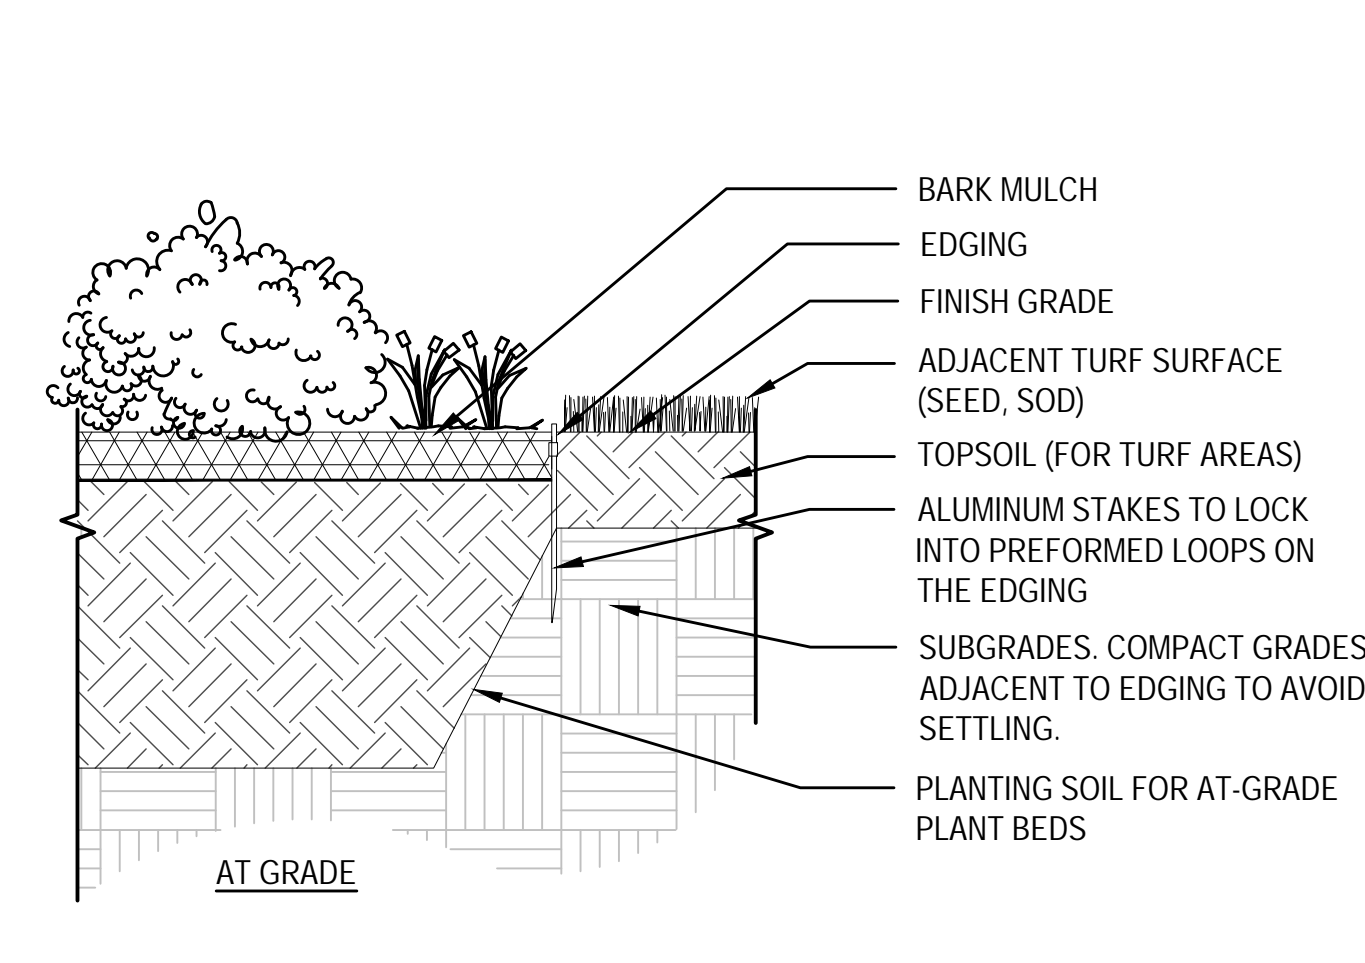 BARK MULCH
EDGING
FINISH GRADE
ADJACENT TURF SURFACE
(SEED, SOD)
TOPSOIL (FOR TURF AREAS)
ALUMINUM STAKES TO LOCK
INTO PREFORMED LOOPS ON
THE EDGING
SUBGRADES. COMPACT GRADES
ADJACENT TO EDGING TO AVOID
SETTLING.
PLANTING SOIL FOR AT-GRADE
PLANT BEDS
AT GRADE